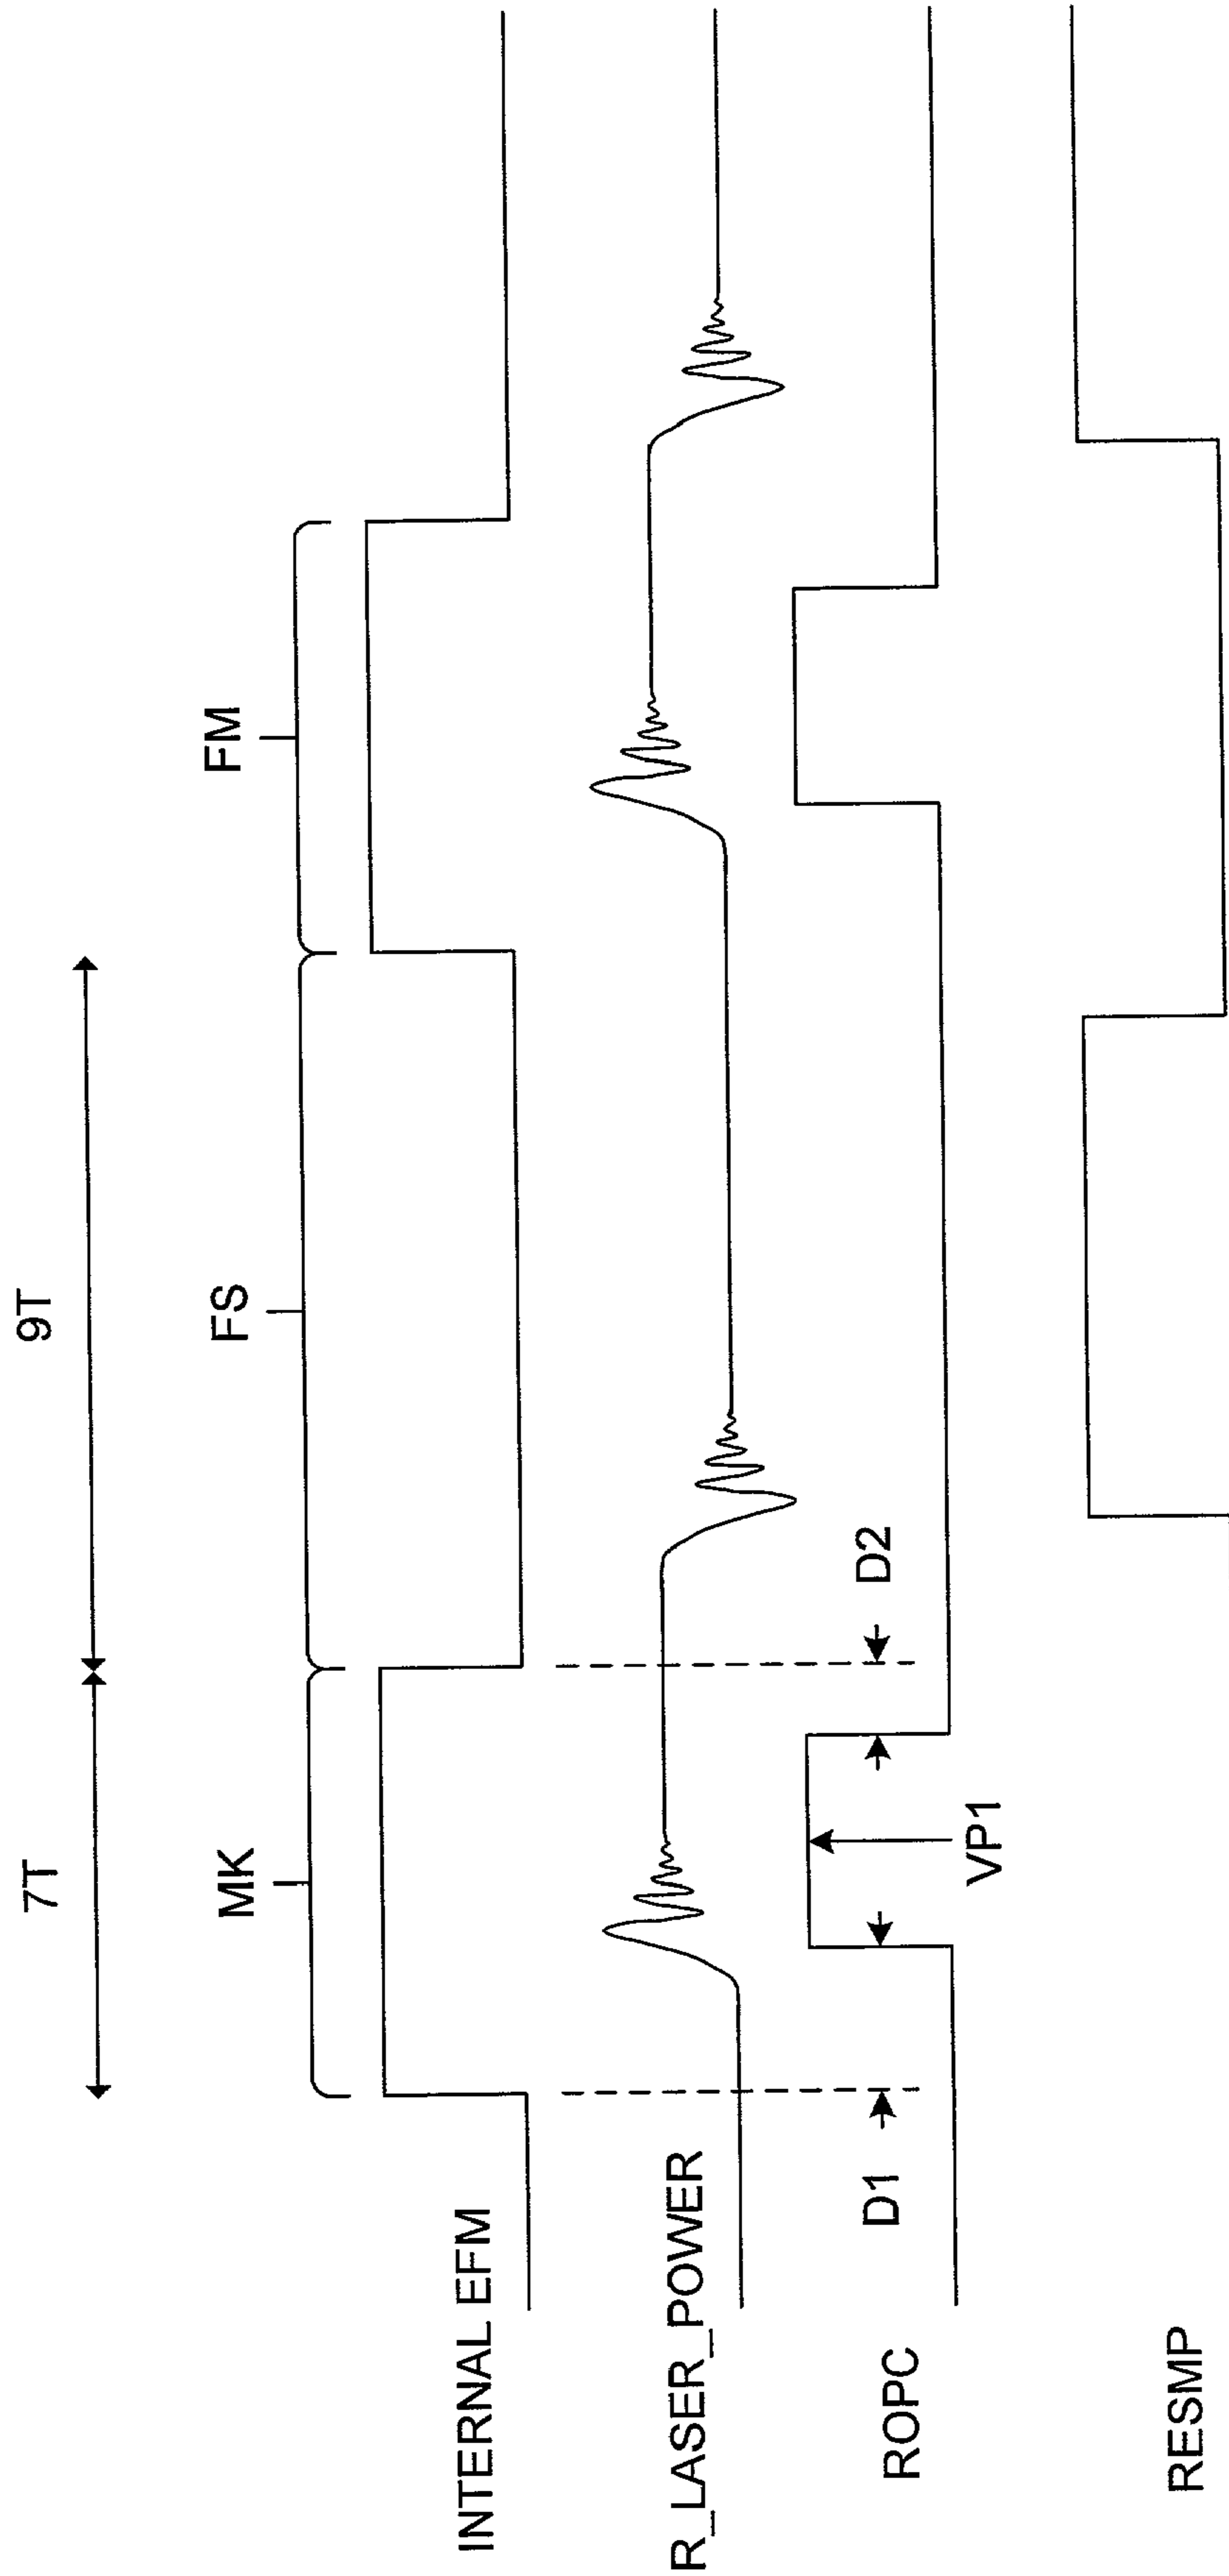 7T
9T
MK
FS
FM
INTERNAL EFM
R_LASER_POWER
ROPC
D1
D2
VP1
RESMP